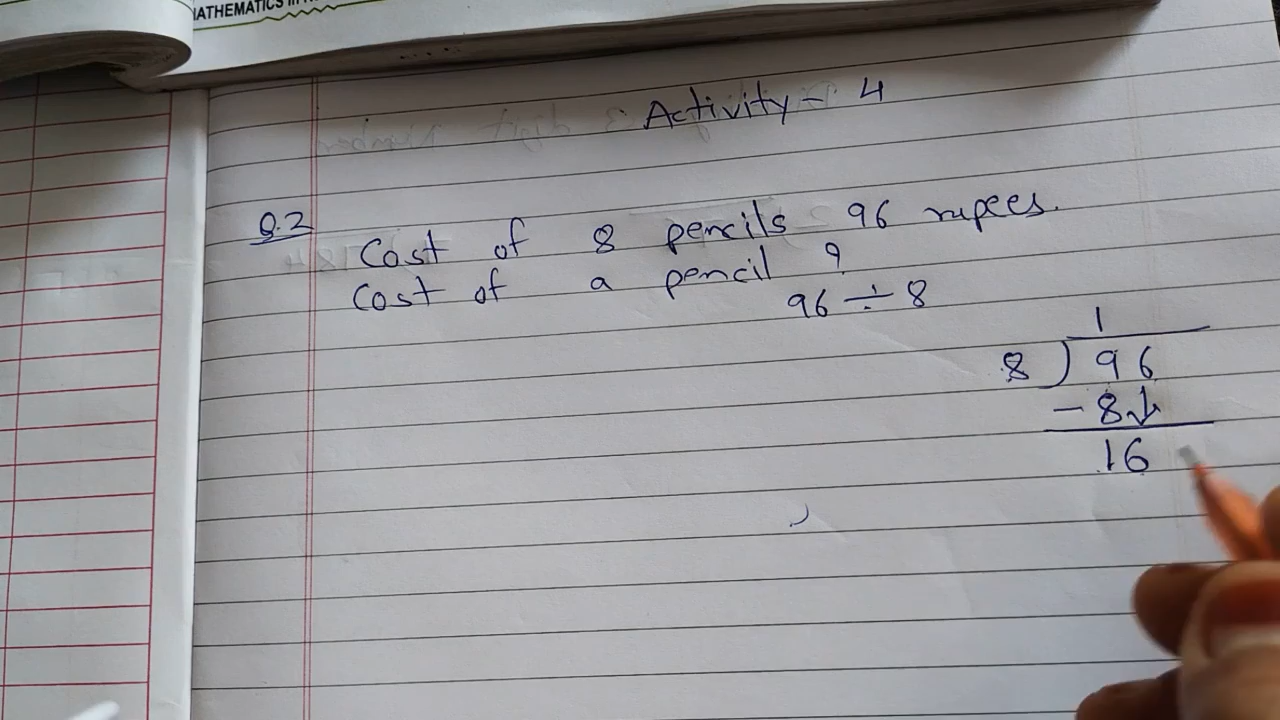 MATHEMATICS
Activity - 4
Q.2
Cost of 8 pencils 96 rupees.
Cost of a pencil ?
96 ÷ 8
1
8 ) 96
- 8↓
16